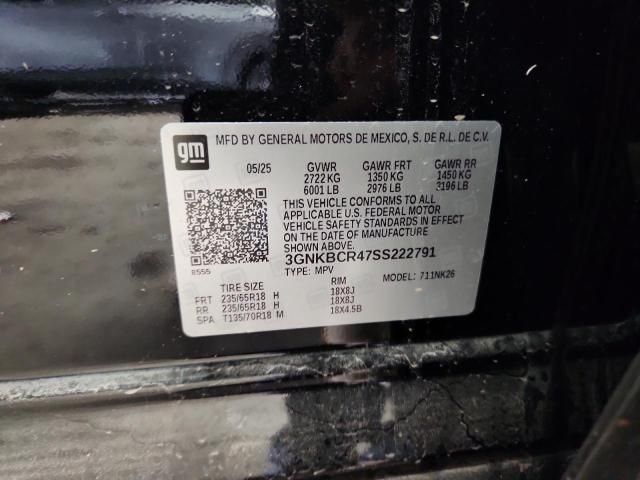 gm
MFD BY GENERAL MOTORS DE MEXICO, S. DE R.L. DE C.V.
05/25 GVWR GAWR FRT GAWR RR
2722 KG 1350 KG 1450 KG
6001 LB 2976 LB 3196 LB
THIS VEHICLE CONFORMS TO ALL
APPLICABLE U.S. FEDERAL MOTOR
VEHICLE SAFETY STANDARDS IN EFFECT
ON THE DATE OF MANUFACTURE
SHOWN ABOVE.
8555 3GNKBCR47SS222791
TYPE: MPV MODEL: 711NK26
TIRE SIZE RIM
FRT 235/65R18 H 18X8J
RR 235/65R18 H 18X8J
SPA T135/70R18 M 18X4.5B